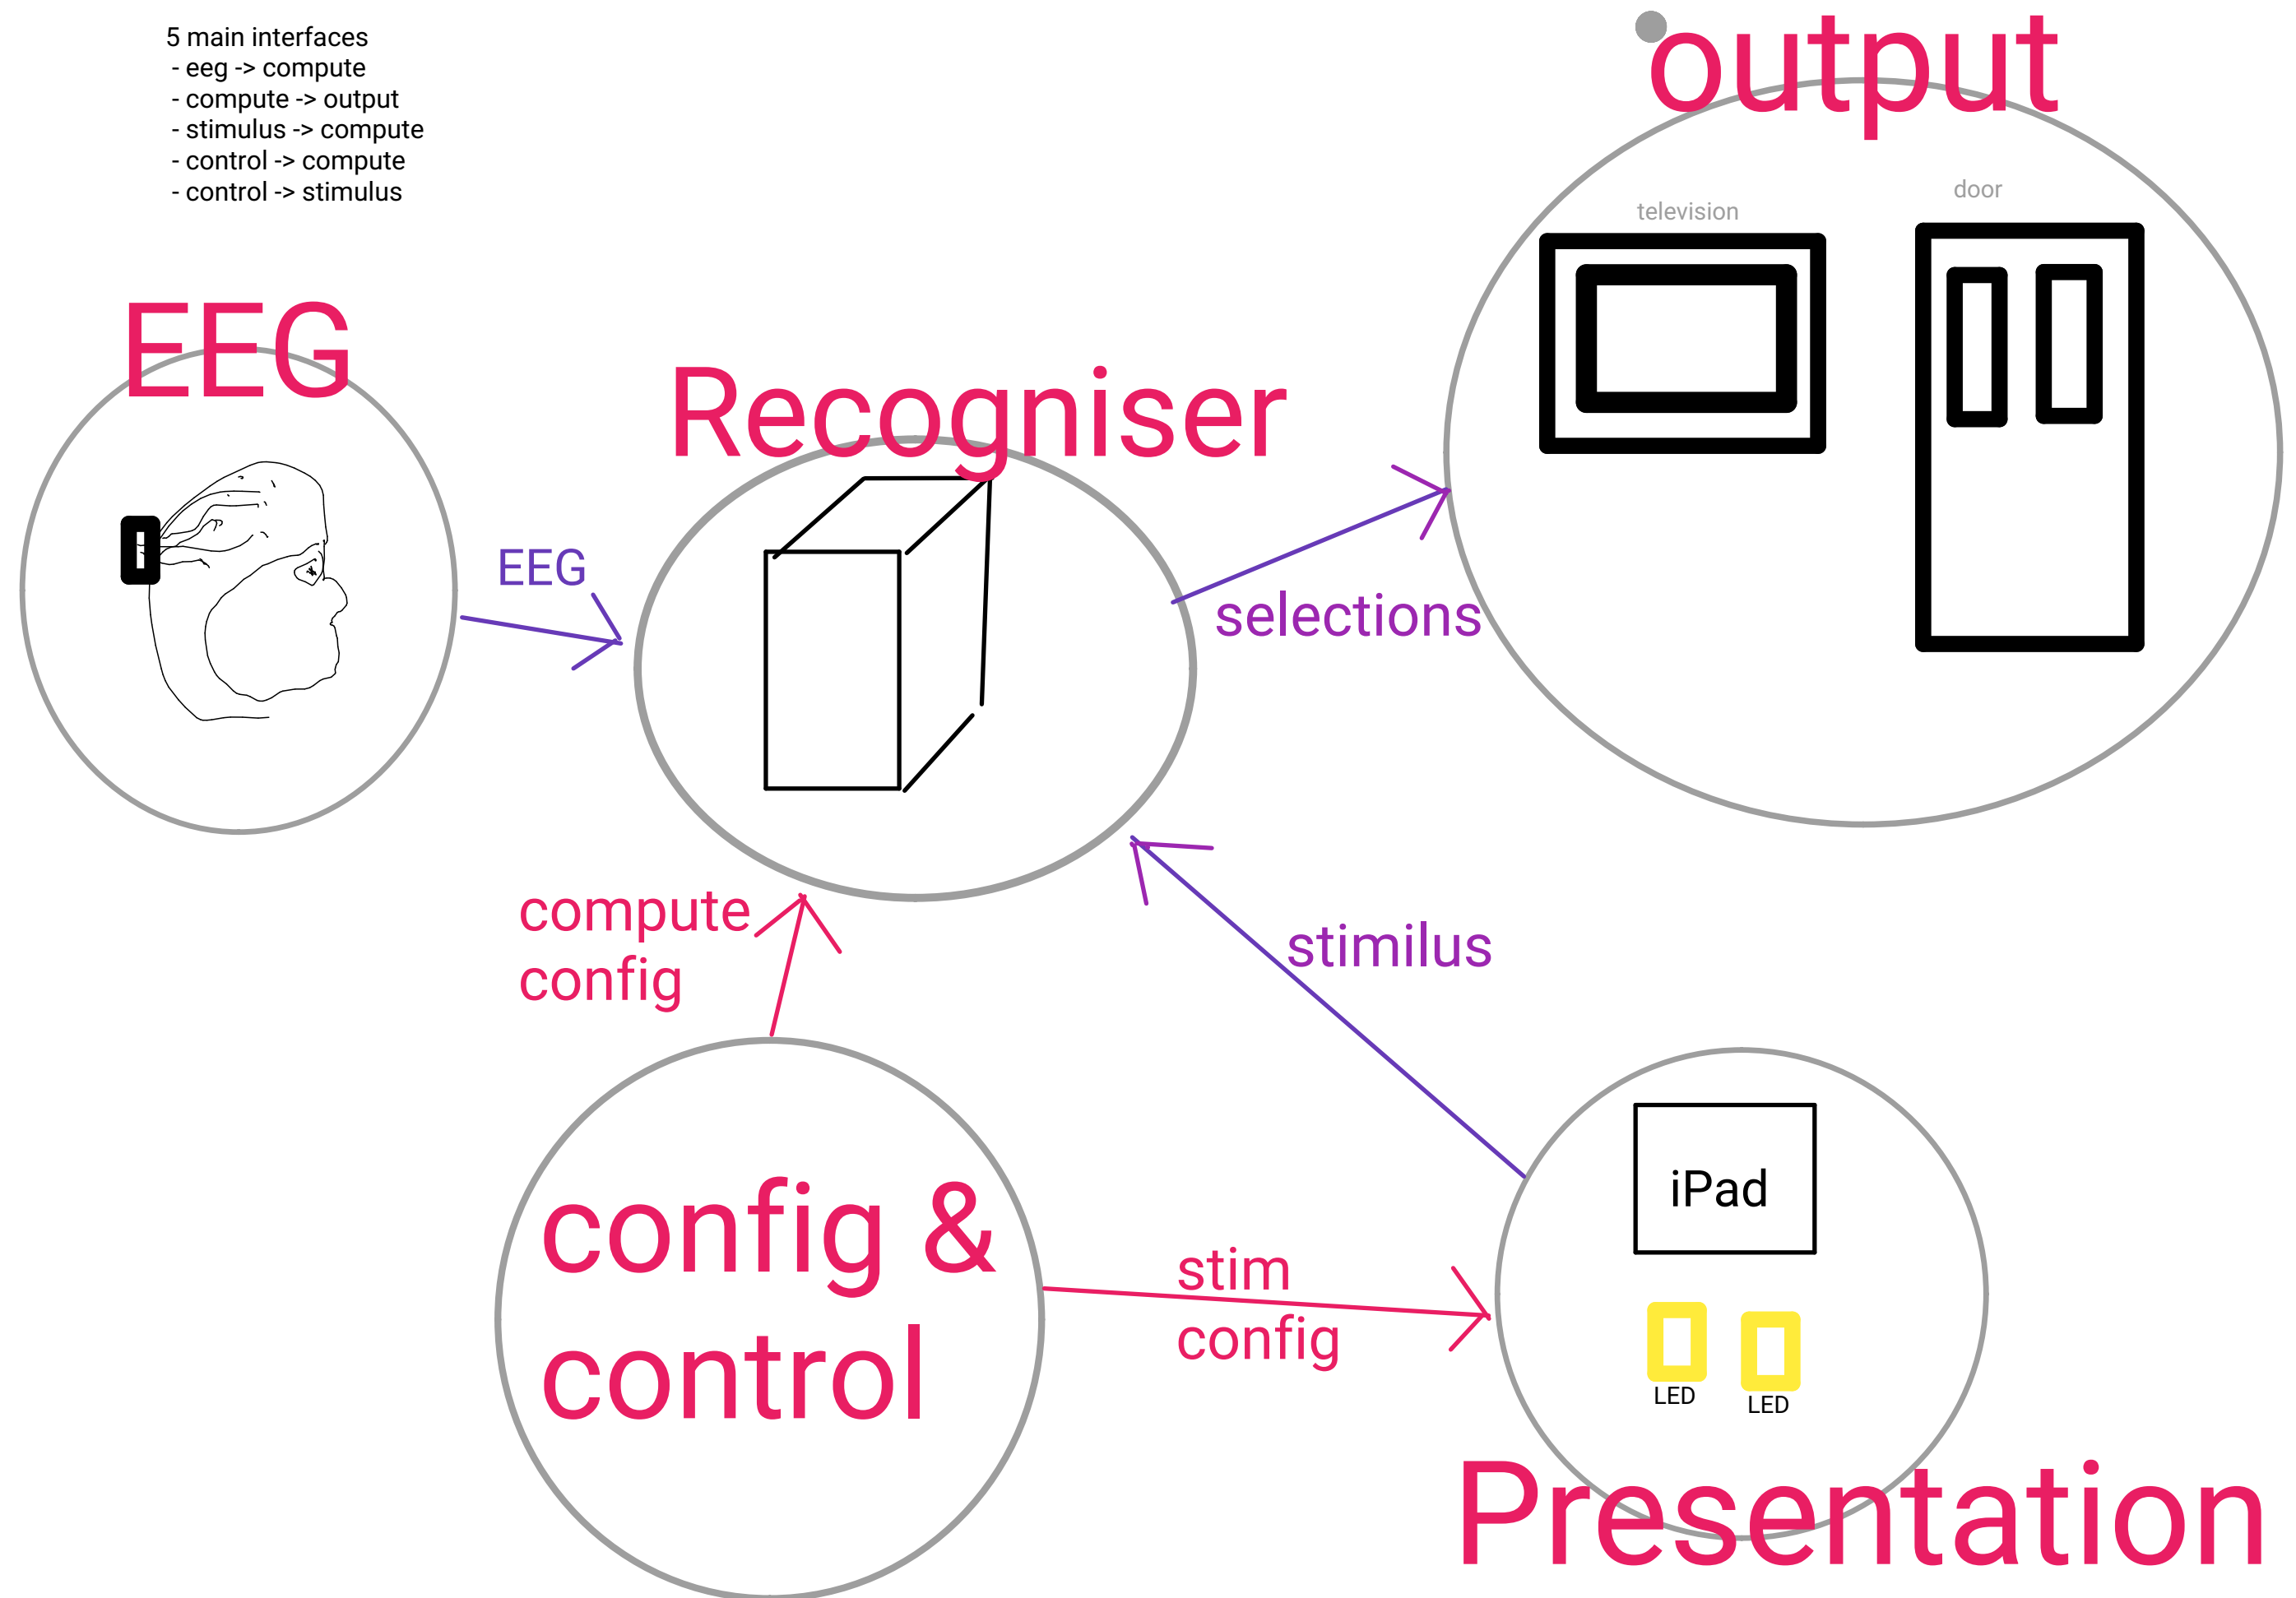 5 main interfaces
- eeg -> compute
- compute -> output
- stimulus -> compute
- control -> compute
- control -> stimulus
output
television
door
EEG
Recogniser
EEG
selections
compute
config
stimilus
config &
control
stim
config
iPad
LED
LED
Presentation